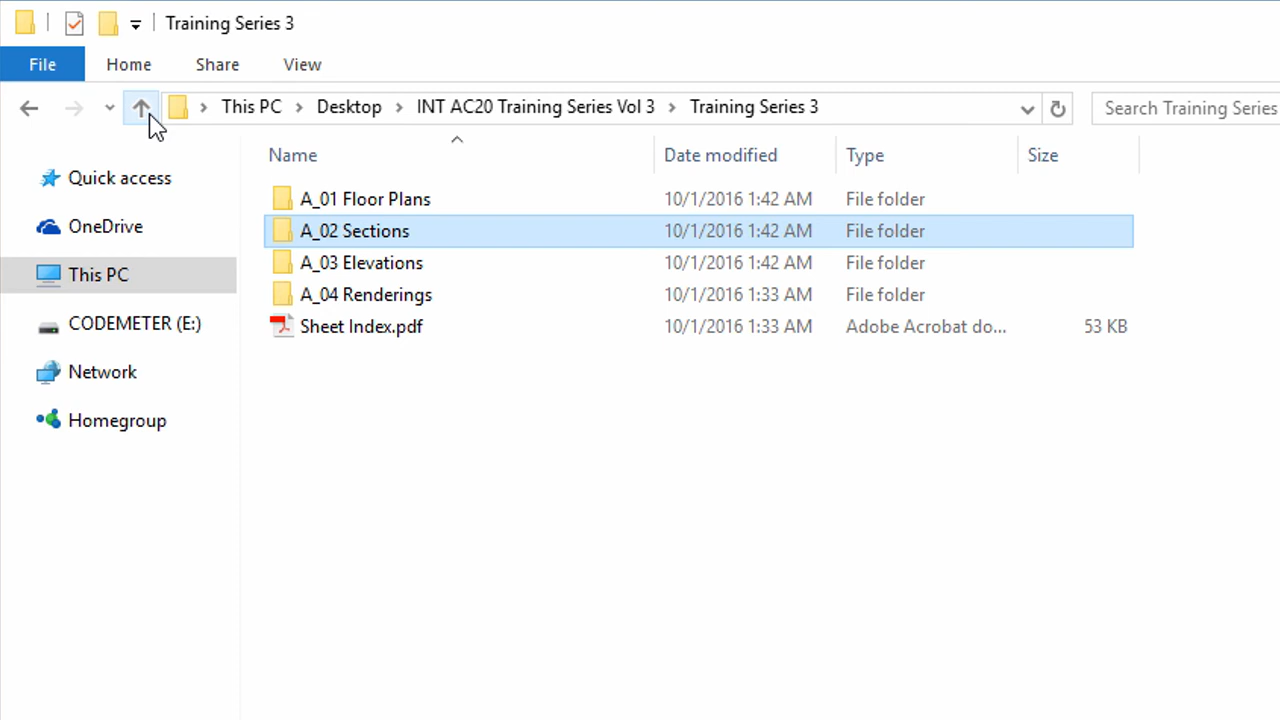 Training Series 3
File Home Share View
This PC Desktop INT AC20 Training Series Vol 3 Training Series 3
Search Training Series
Name Date modified Type Size
Quick access
OneDrive
This PC
CODEMETER (E:)
Network
Homegroup
A_01 Floor Plans 10/1/2016 1:42 AM File folder
A_02 Sections 10/1/2016 1:42 AM File folder
A_03 Elevations 10/1/2016 1:42 AM File folder
A_04 Renderings 10/1/2016 1:33 AM File folder
Sheet Index.pdf 10/1/2016 1:33 AM Adobe Acrobat do... 53 KB